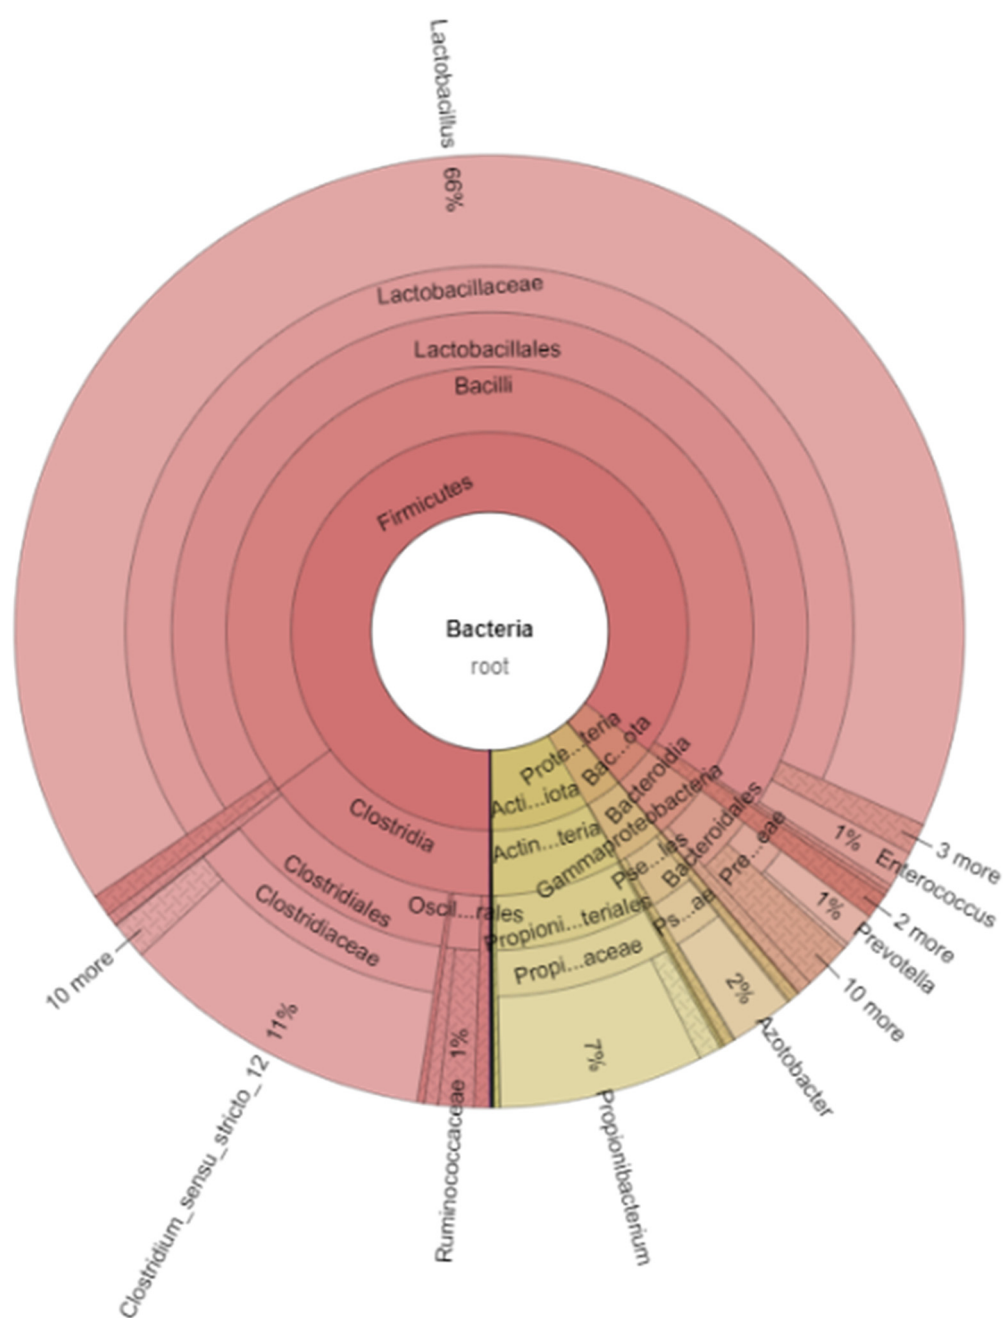 Lactobacillus
66%
Lactobacillaceae
Lactobacillales
Bacilli
Firmicutes
Bacteria
root
Prote...teria
Bac...ota
Acti...iota
Bacteroidia
Gammaproteobacteria
Actin...teria
Bacteroidales
Pse...les
Pre...eae
Clostridia
Clostridiales
Clostridiaceae
Oscil...rales
Propioni...teriales
Ps...ae
Propi...aceae
3 more
1%
Enterococcus
2 more
1%
Prevotella
10 more
2%
Azotobacter
7%
Propionibacterium
1%
Ruminococcaceae
11%
Clostridium_sensu_stricto_12
10 more